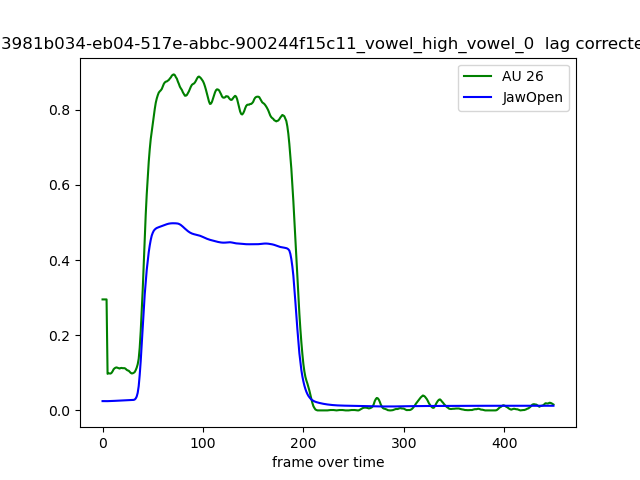 3981b034-eb04-517e-abbc-900244f15c11_vowel_high_vowel_0 lag correcte
AU 26
JawOpen
0.8
0.6
0.4
0.2
0.0
0 100 200 300 400
frame over time